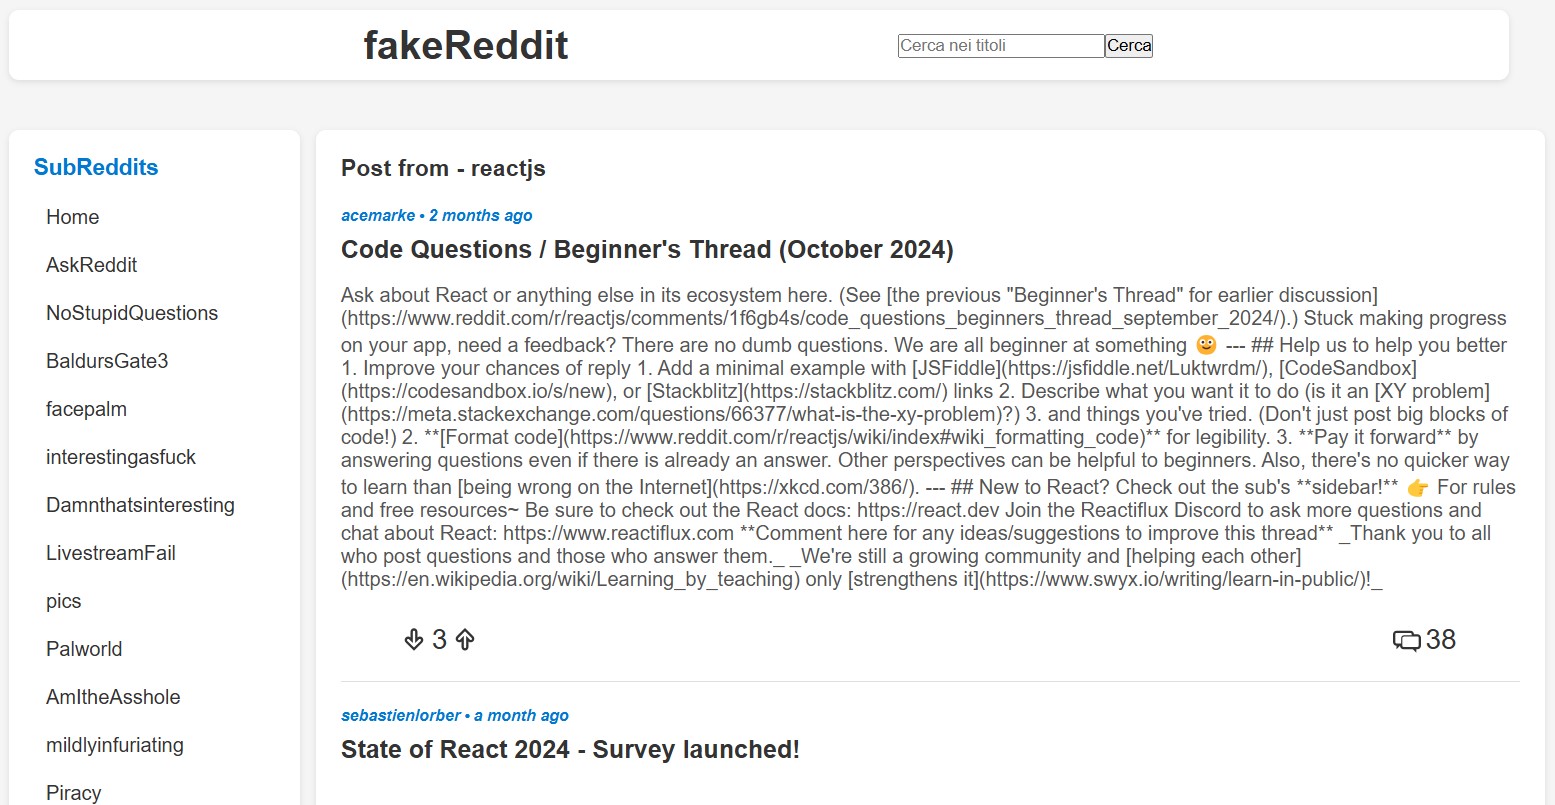 fakeReddit
Cerca nei titoli
Cerca
SubReddits
Home
AskReddit
NoStupidQuestions
BaldursGate3
facepalm
interestingasfuck
Damnthatsinteresting
LivestreamFail
pics
Palworld
AmItheAsshole
mildlyinfuriating
Piracy
Post from - reactjs
acemarke • 2 months ago
Code Questions / Beginner's Thread (October 2024)
Ask about React or anything else in its ecosystem here. (See [the previous "Beginner's Thread" for earlier discussion]
(https://www.reddit.com/r/reactjs/comments/1f6gb4s/code_questions_beginners_thread_september_2024/).) Stuck making progress
on your app, need a feedback? There are no dumb questions. We are all beginner at something 🙂 --- ## Help us to help you better
1. Improve your chances of reply 1. Add a minimal example with [JSFiddle](https://jsfiddle.net/Luktwrdm/), [CodeSandbox]
(https://codesandbox.io/s/new), or [Stackblitz](https://stackblitz.com/) links 2. Describe what you want it to do (is it an [XY problem]
(https://meta.stackexchange.com/questions/66377/what-is-the-xy-problem)?) 3. and things you've tried. (Don't just post big blocks of
code!) 2. **[Format code](https://www.reddit.com/r/reactjs/wiki/index#wiki_formatting_code)** for legibility. 3. **Pay it forward** by
answering questions even if there is already an answer. Other perspectives can be helpful to beginners. Also, there's no quicker way
to learn than [being wrong on the Internet](https://xkcd.com/386/). --- ## New to React? Check out the sub's **sidebar!** 👉 For rules
and free resources~ Be sure to check out the React docs: https://react.dev Join the Reactiflux Discord to ask more questions and
chat about React: https://www.reactiflux.com **Comment here for any ideas/suggestions to improve this thread** _Thank you to all
who post questions and those who answer them._ _We're still a growing community and [helping each other]
(https://en.wikipedia.org/wiki/Learning_by_teaching) only [strengthens it](https://www.swyx.io/writing/learn-in-public/)!_
3
38
sebastienlorber • a month ago
State of React 2024 - Survey launched!